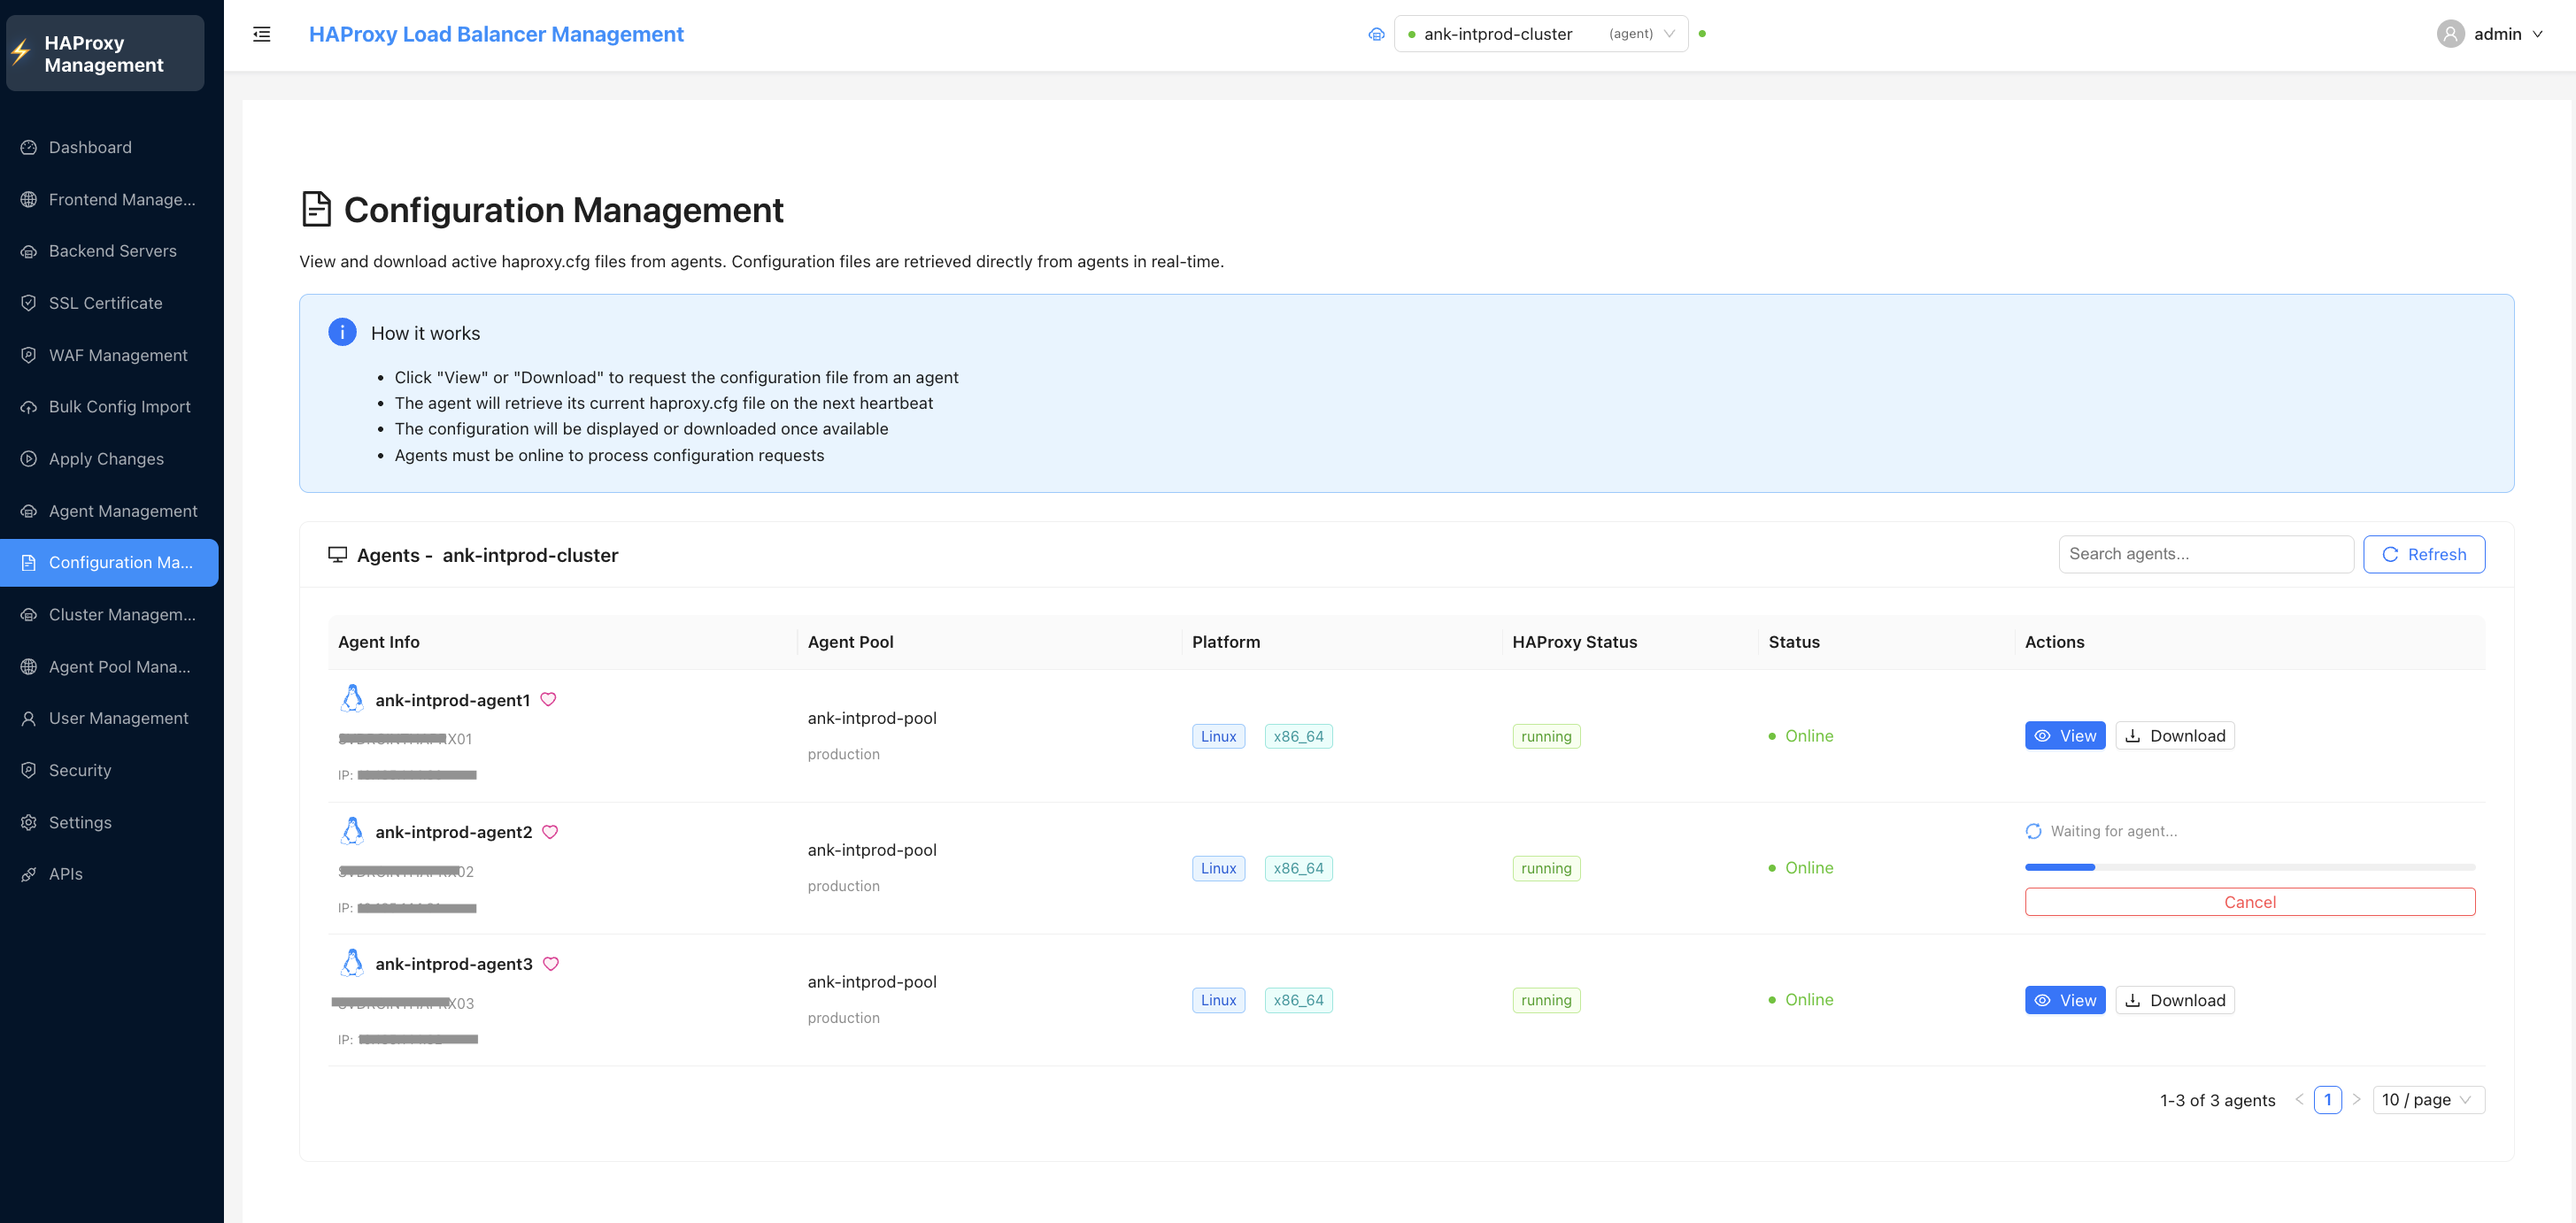 HAProxy
Management
HAProxy Load Balancer Management
ank-intprod-cluster (agent)
admin
Dashboard
Frontend Manage...
Backend Servers
SSL Certificate
WAF Management
Bulk Config Import
Apply Changes
Agent Management
Configuration Ma...
Cluster Managem...
Agent Pool Mana...
User Management
Security
Settings
APIs
Configuration Management
View and download active haproxy.cfg files from agents. Configuration files are retrieved directly from agents in real-time.
How it works
• Click "View" or "Download" to request the configuration file from an agent
• The agent will retrieve its current haproxy.cfg file on the next heartbeat
• The configuration will be displayed or downloaded once available
• Agents must be online to process configuration requests
Agents - ank-intprod-cluster
Search agents...
Refresh
Agent Info Agent Pool Platform HAProxy Status Status Actions
ank-intprod-agent1
X01
IP:
ank-intprod-pool
production
Linux x86_64
running
Online
View Download
ank-intprod-agent2
02
IP:
ank-intprod-pool
production
Linux x86_64
running
Online
Waiting for agent...
Cancel
ank-intprod-agent3
X03
IP:
ank-intprod-pool
production
Linux x86_64
running
Online
View Download
1-3 of 3 agents < 1 > 10 / page